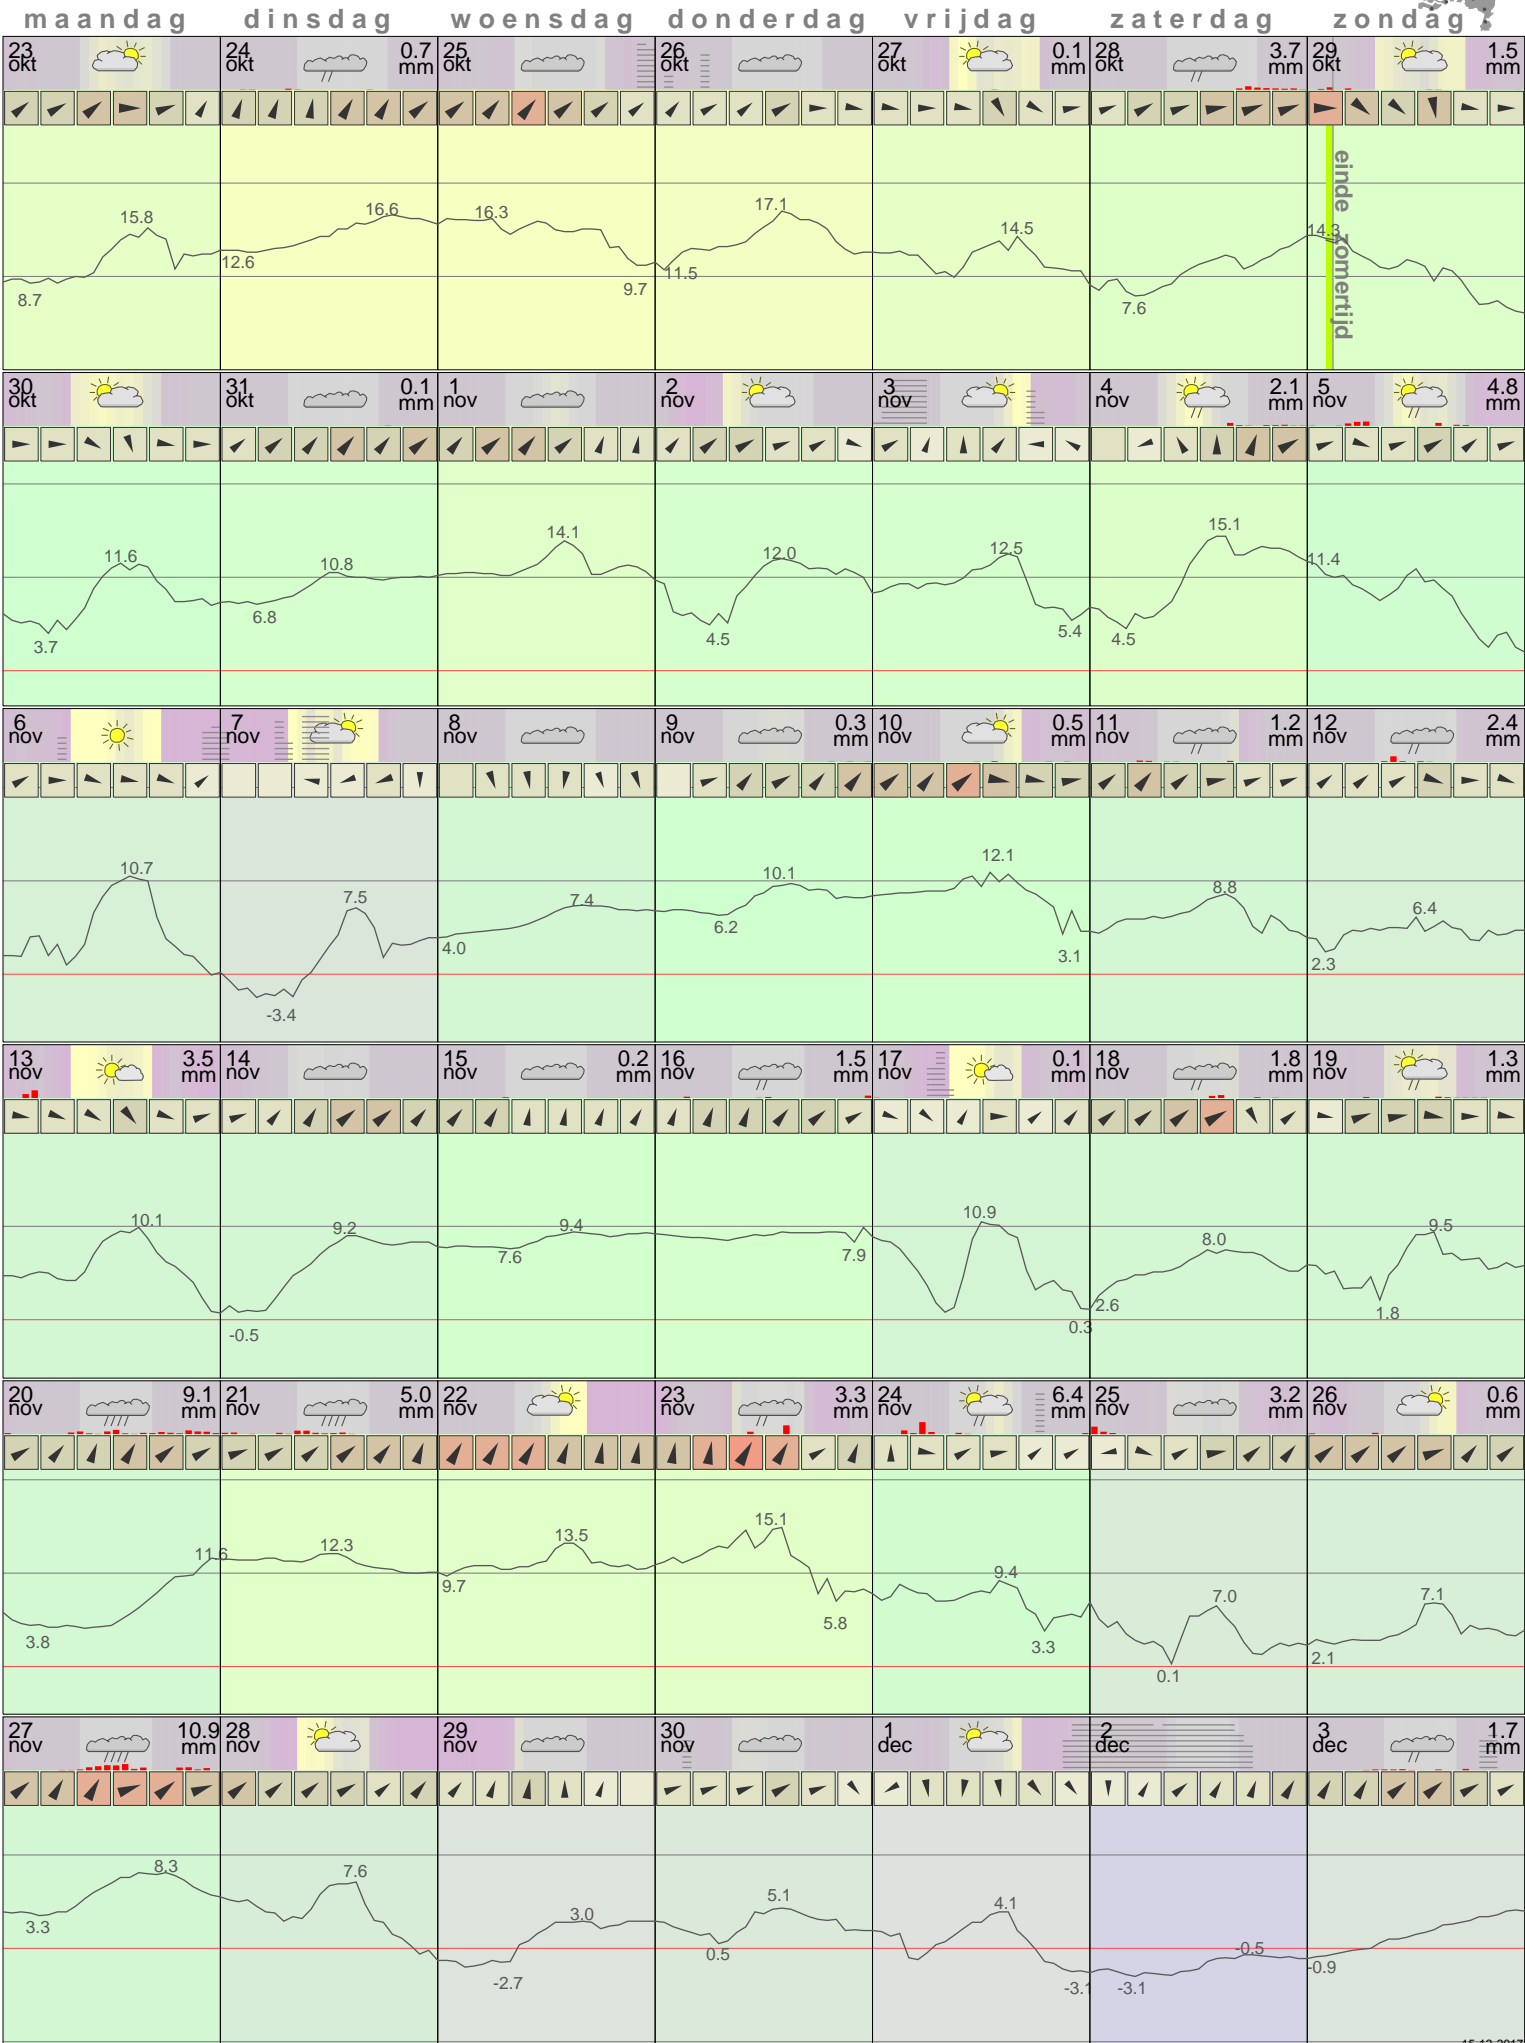 maandag dinsdag woensdag donderdag vrijdag zaterdag zondag
23 24 0.7 25 26 27 0.1 28 3.7 29 1.5
okt okt mm okt okt okt mm okt mm okt mm
15.8 16.6 16.3 17.1 14.5 14.3
8.7 12.6 9.7 11.5 7.6
einde zomertijd
30 31 0.1 1 2 3 4 2.1 5 4.8
okt okt mm nov nov nov nov mm nov mm
11.6 10.8 14.1 12.0 12.5 15.1 11.4
3.7 6.8 4.5 5.4 4.5
6 7 8 9 0.3 10 0.5 11 1.2 12 2.4
nov nov nov nov mm nov mm nov mm nov mm
10.7 7.5 7.4 10.1 12.1 8.8 6.4
-3.4 4.0 6.2 3.1 2.3
13 3.5 14 15 0.2 16 1.5 17 0.1 18 1.8 19 1.3
nov mm nov nov mm nov mm nov mm nov mm nov mm
10.1 9.2 9.4 10.9 8.0 9.5
-0.5 7.6 7.9 0.3 2.6 1.8
20 9.1 21 5.0 22 23 3.3 24 6.4 25 3.2 26 0.6
nov mm nov mm nov nov mm nov mm nov mm nov mm
11.6 12.3 13.5 15.1 9.4 7.0 7.1
3.8 9.7 5.8 3.3 0.1 2.1
27 10.9 28 29 30 1 2 3 1.7
nov mm nov nov nov dec dec dec mm
8.3 7.6 3.0 5.1 4.1 -0.5
3.3 -2.7 0.5 -3.1 -3.1 -0.9